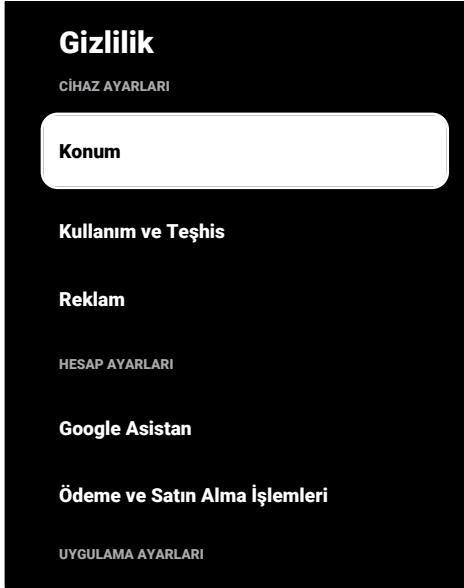 Gizlilik
CİHAZ AYARLARI
Konum
Kullanım ve Teşhis
Reklam
HESAP AYARLARI
Google Asistan
Ödeme ve Satın Alma İşlemleri
UYGULAMA AYARLARI